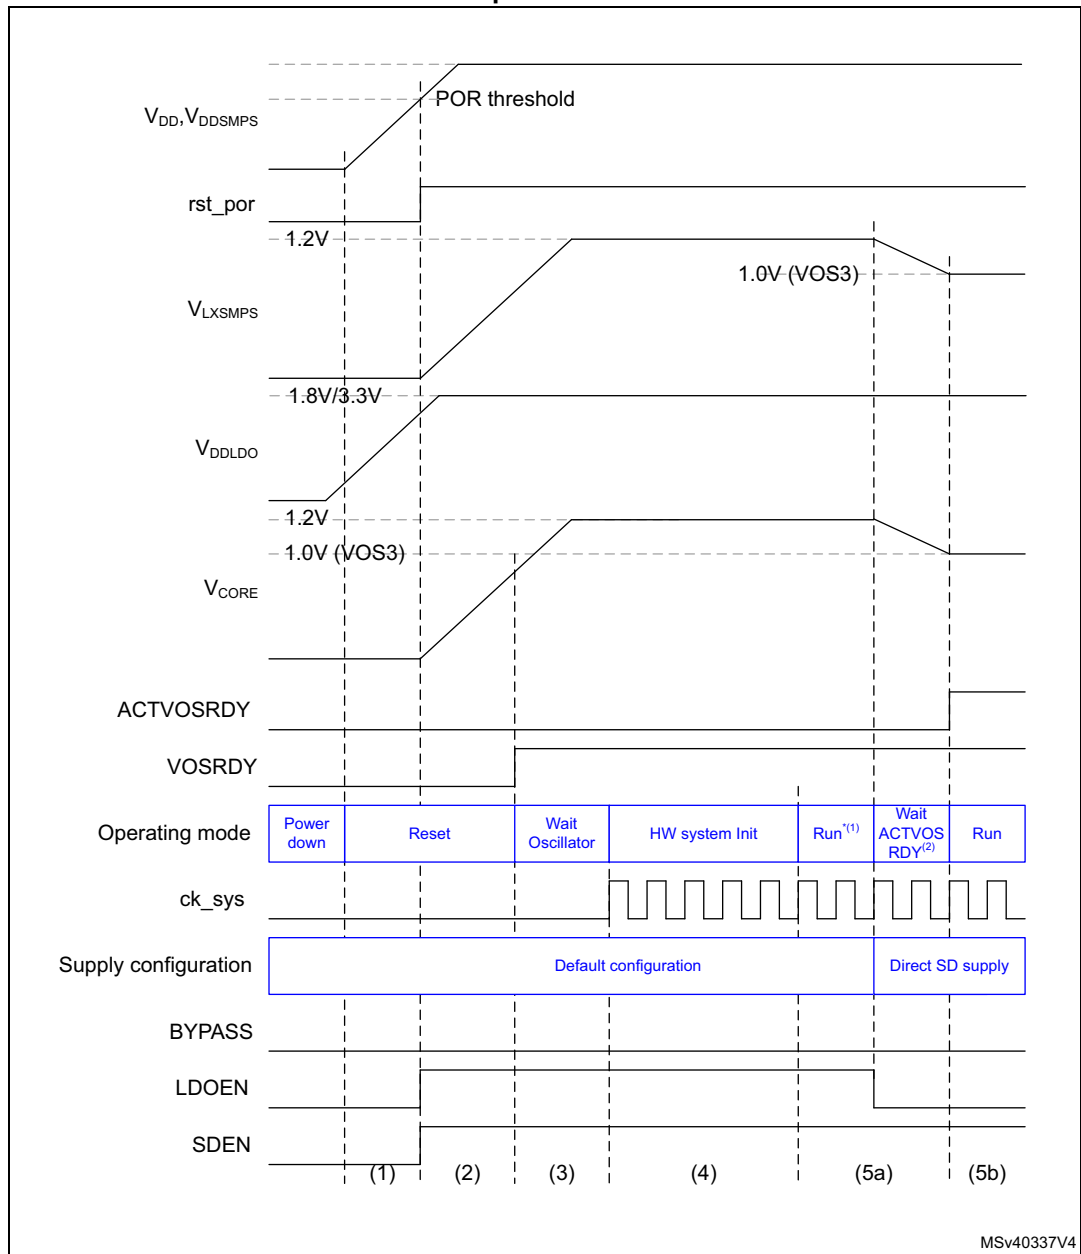 POR threshold
VDD,VDDSMPS
rst_por
1.2V
1.0V (VOS3)
VLXSMPS
1.8V/3.3V
VDDLDO
1.2V
1.0V (VOS3)
VCORE
ACTVOSRDY
VOSRDY
Operating mode
Power down
Reset
Wait Oscillator
HW system Init
Run*(1)
Wait ACTVOS RDY(2)
Run
ck_sys
Supply configuration
Default configuration
Direct SD supply
BYPASS
LDOEN
SDEN
(1) (2) (3) (4) (5a) (5b)
MSv40337V4